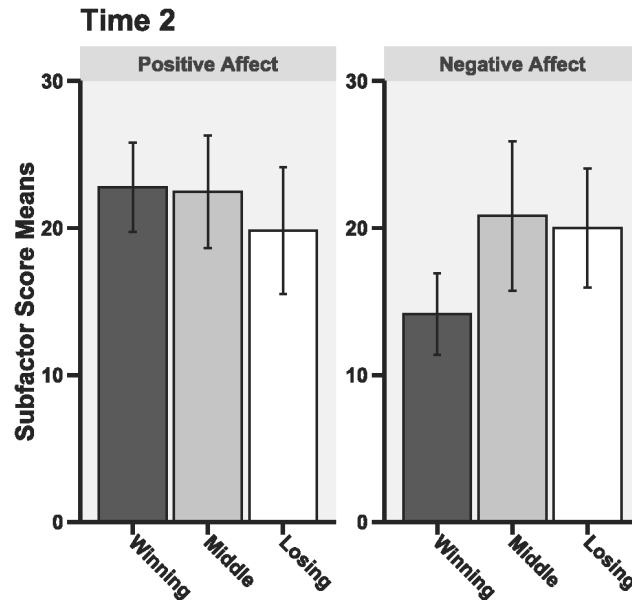 Time 2
Positive Affect
Negative Affect
Subfactor Score Means
30
20
10
0
Winning
Middle
Losing
30
20
10
0
Winning
Middle
Losing